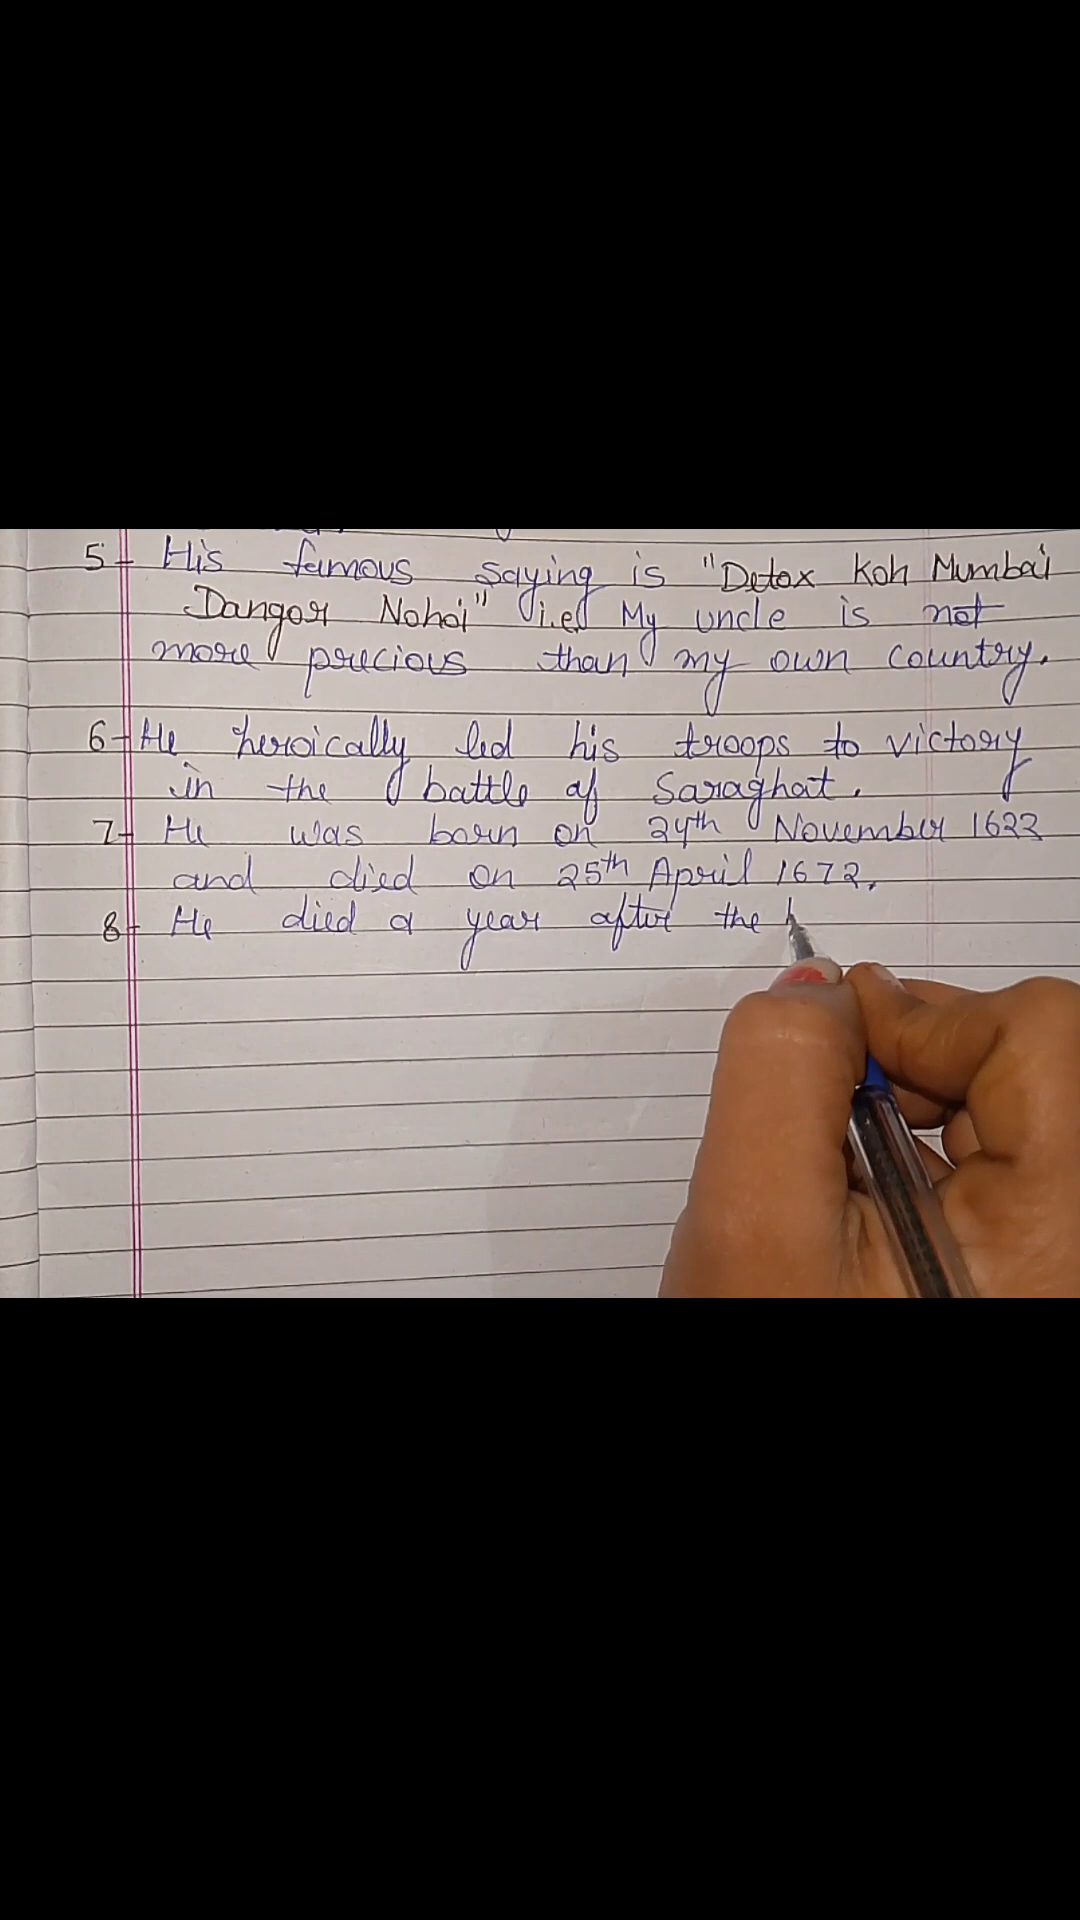 5- His famous saying is "Detox Koh Mumbai
Dangor Nohoi" i.e. My uncle is not
more precious than my own country.
6- He heroically led his troops to victory
in the battle of Saraghat.
7- He was born on 24th November 1622
and died on 25th April 1672.
8- He died a year after the